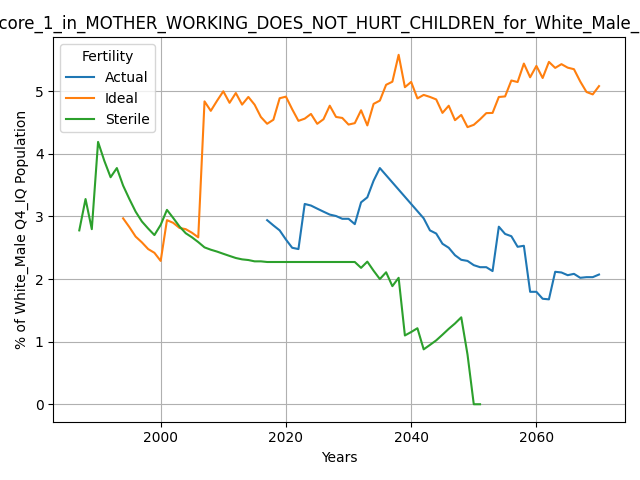 core_1_in_MOTHER_WORKING_DOES_NOT_HURT_CHILDREN_for_White_Male_
Fertility
Actual
Ideal
Sterile
% of White_Male Q4_IQ Population
5
4
3
2
1
0
2000
2020
2040
2060
Years